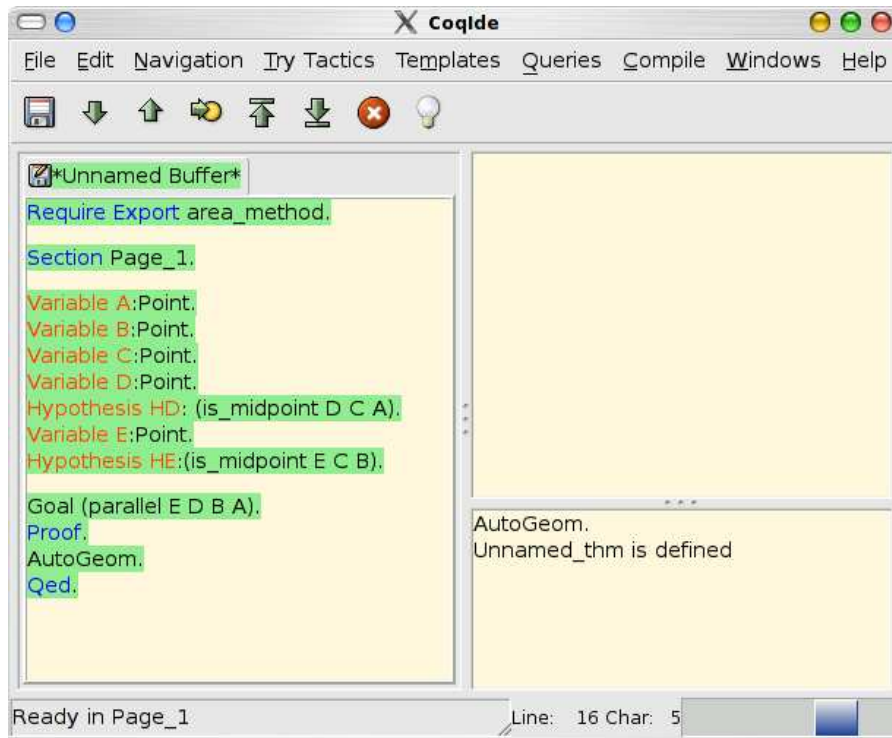 CoqIde
File Edit Navigation Try Tactics Templates Queries Compile Windows Help
*Unnamed Buffer*
Require Export area_method.
Section Page_1.
Variable A:Point.
Variable B:Point.
Variable C:Point.
Variable D:Point.
Hypothesis HD: (is_midpoint D C A).
Variable E:Point.
Hypothesis HE:(is_midpoint E C B).
Goal (parallel E D B A).
Proof.
AutoGeom.
Qed.
AutoGeom.
Unnamed_thm is defined
Ready in Page_1
Line: 16 Char: 5